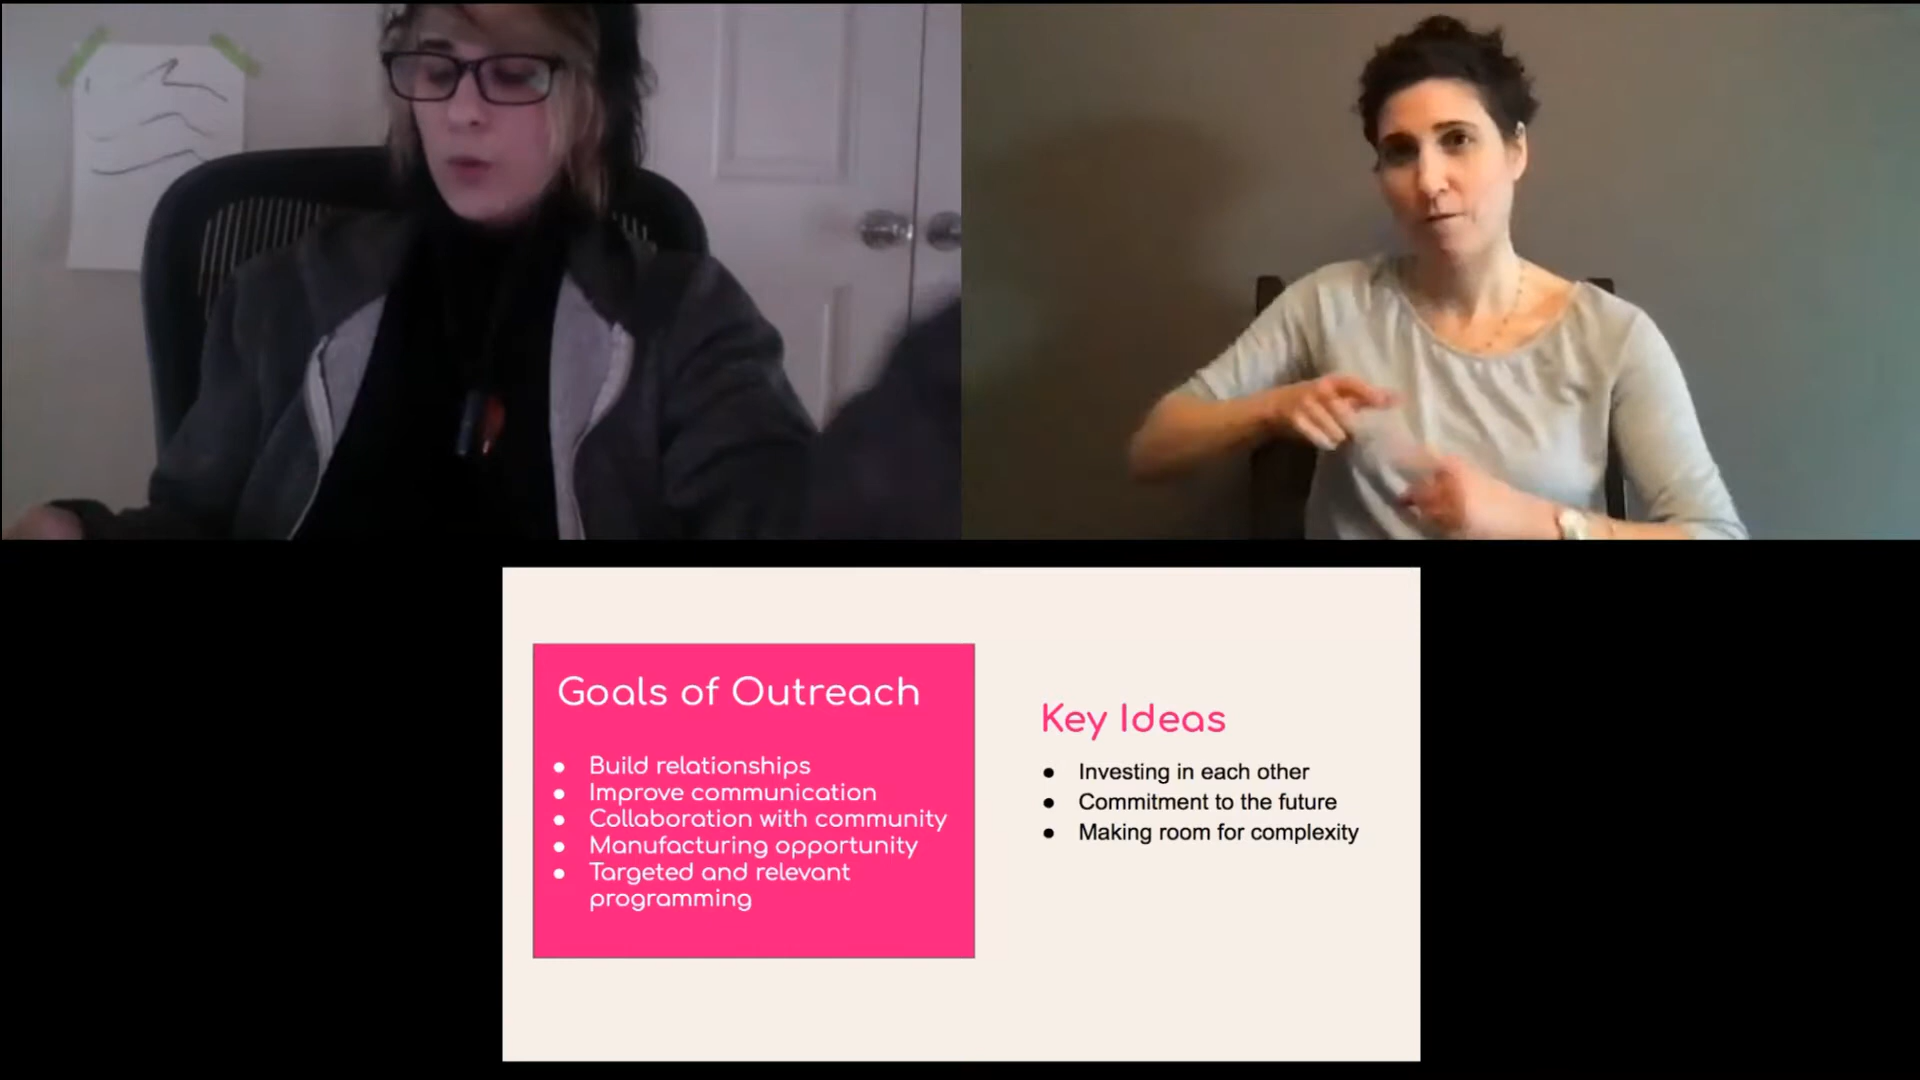 Goals of Outreach
● Build relationships
● Improve communication
● Collaboration with community
● Manufacturing opportunity
● Targeted and relevant
programming
Key Ideas
● Investing in each other
● Commitment to the future
● Making room for complexity